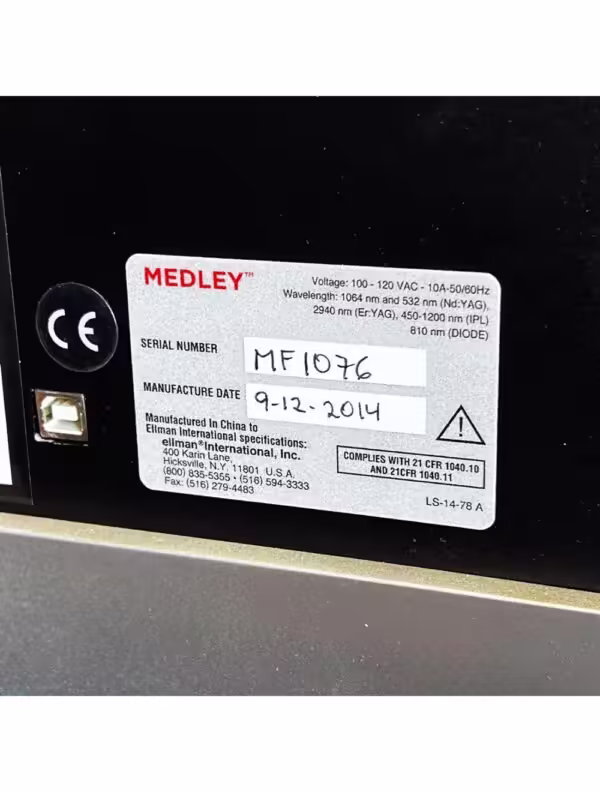 MEDLEY™
Voltage: 100 - 120 VAC - 10A-50/60Hz
Wavelength: 1064 nm and 532 nm (Nd:YAG),
2940 nm (Er:YAG), 450-1200 nm (IPL)
810 nm (DIODE)
CE
SERIAL NUMBER MF1076
MANUFACTURE DATE 9-12-2014
Manufactured In China to
Ellman International specifications:
ellman®International, Inc.
400 Karin Lane,
Hicksville, N.Y. 11801 U.S.A.
(800) 835-5355 • (516) 594-3333
Fax: (516) 279-4483
!
COMPLIES WITH 21 CFR 1040.10
AND 21CFR 1040.11
LS-14-78 A